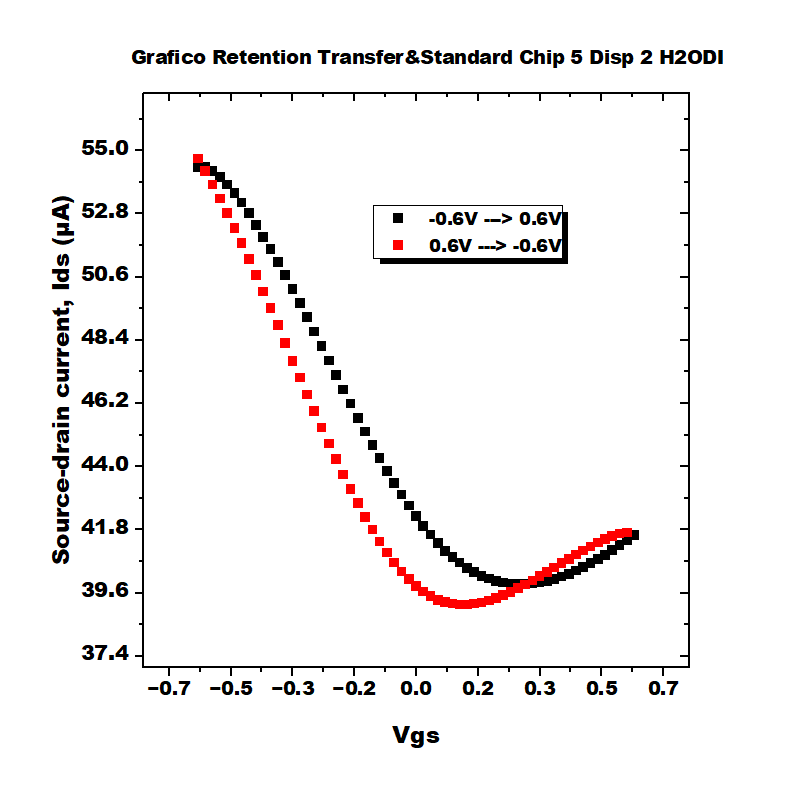 Grafico Retention Transfer&Standard Chip 5 Disp 2 H2ODI
55.0
52.8
50.6
48.4
46.2
44.0
41.8
39.6
37.4
Source-drain current, Ids (µA)
-0.6V ---> 0.6V
0.6V ---> -0.6V
−0.7 −0.5 −0.3 −0.2 0.0 0.2 0.3 0.5 0.7
Vgs